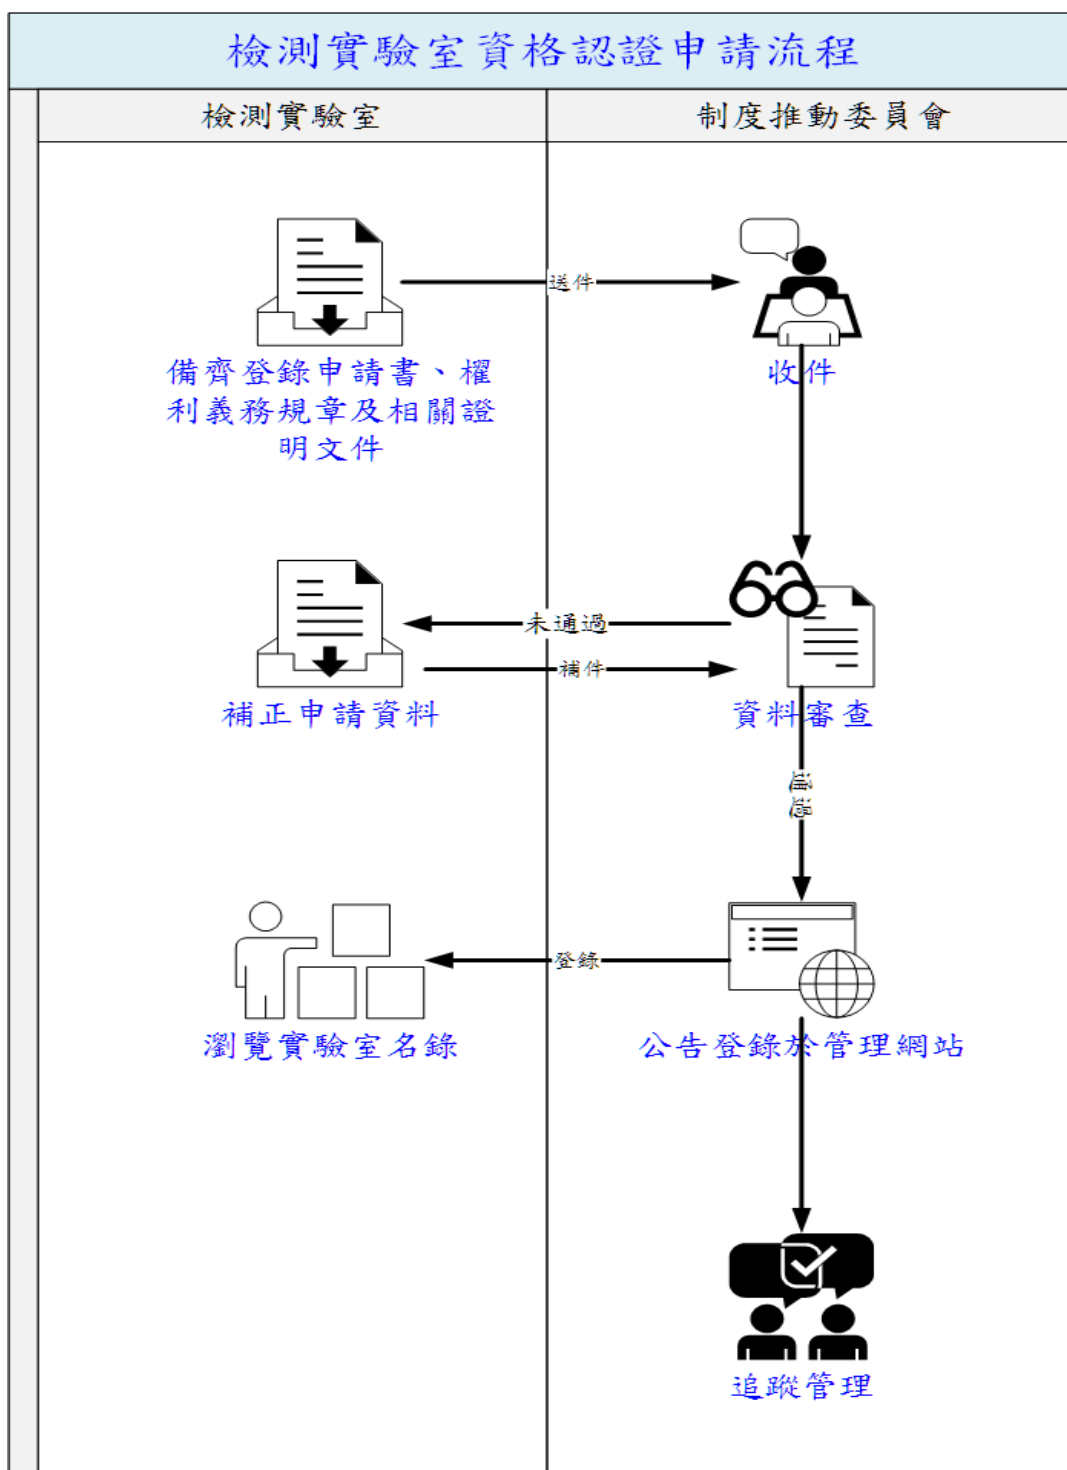 檢測實驗室資格認證申請流程
檢測實驗室
制度推動委員會
送件
備齊登錄申請書、權
利義務規章及相關證
明文件
收件
未通過
補件
補正申請資料
資料審查
通過
登錄
瀏覽實驗室名錄
公告登錄於管理網站
追蹤管理